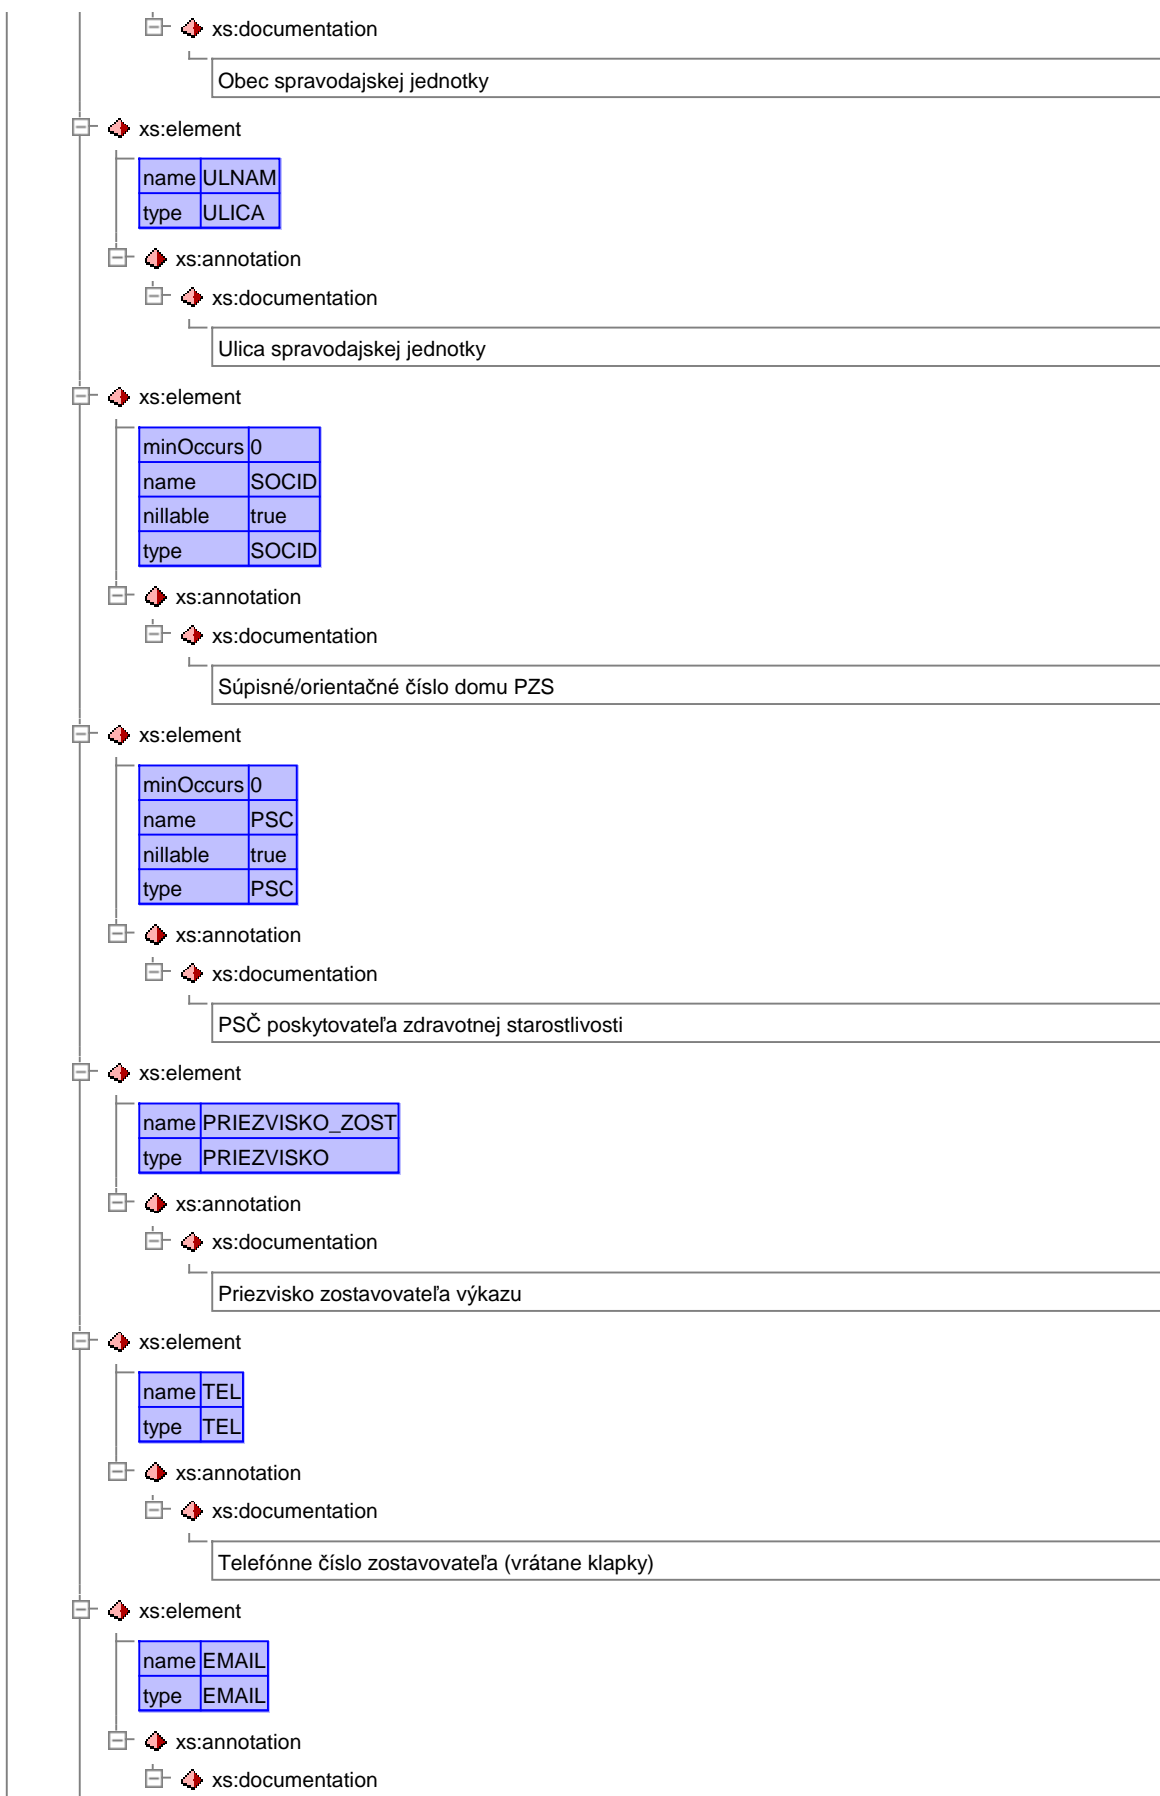 xs:documentation
Obec spravodajskej jednotky
xs:element
name ULNAM
type ULICA
xs:annotation
xs:documentation
Ulica spravodajskej jednotky
xs:element
minOccurs 0
name SOCID
nillable true
type SOCID
xs:annotation
xs:documentation
Súpisné/orientačné číslo domu PZS
xs:element
minOccurs 0
name PSC
nillable true
type PSC
xs:annotation
xs:documentation
PSČ poskytovateľa zdravotnej starostlivosti
xs:element
name PRIEZVISKO_ZOST
type PRIEZVISKO
xs:annotation
xs:documentation
Priezvisko zostavovateľa výkazu
xs:element
name TEL
type TEL
xs:annotation
xs:documentation
Telefónne číslo zostavovateľa (vrátane klapky)
xs:element
name EMAIL
type EMAIL
xs:annotation
xs:documentation